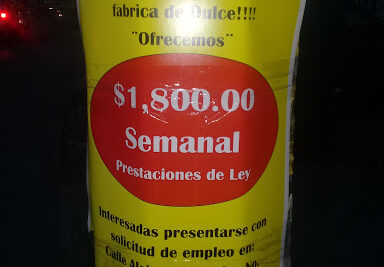 fabrica de Dulce!!!!
¨Ofrecemos¨
$1,800.00
Semanal
Prestaciones de Ley
Interesadas presentarse con
solicitud de empleo en:
Calle